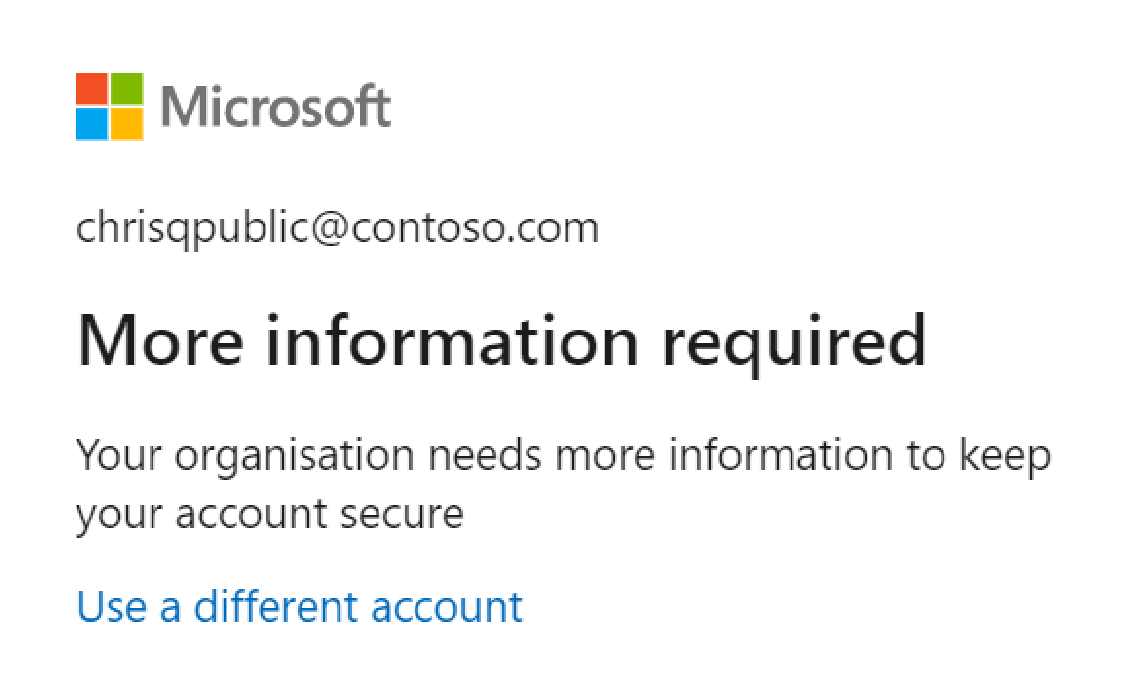 Microsoft
chrisqpublic@contoso.com
More information required
Your organisation needs more information to keep
your account secure
Use a different account